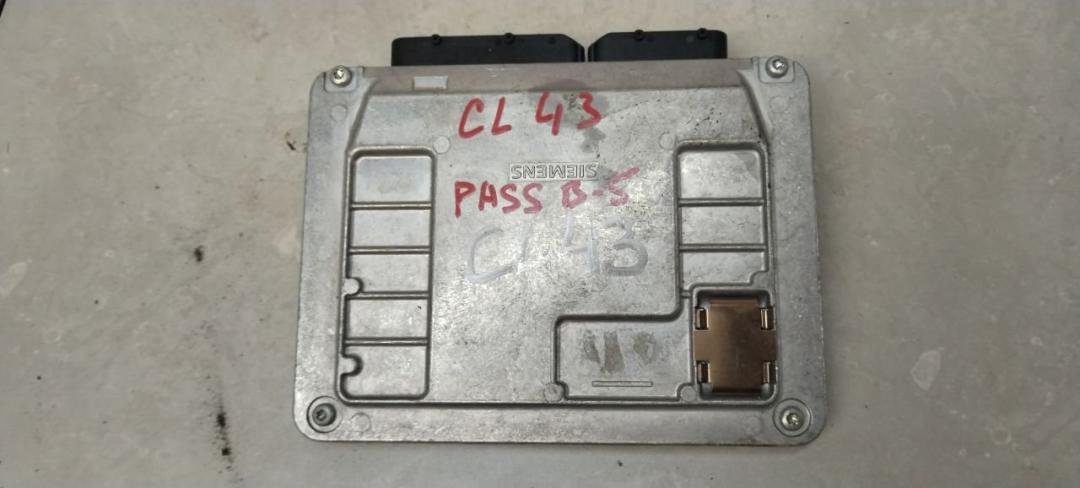 CL 43
SIEMENS
PASS B-5
CL 43